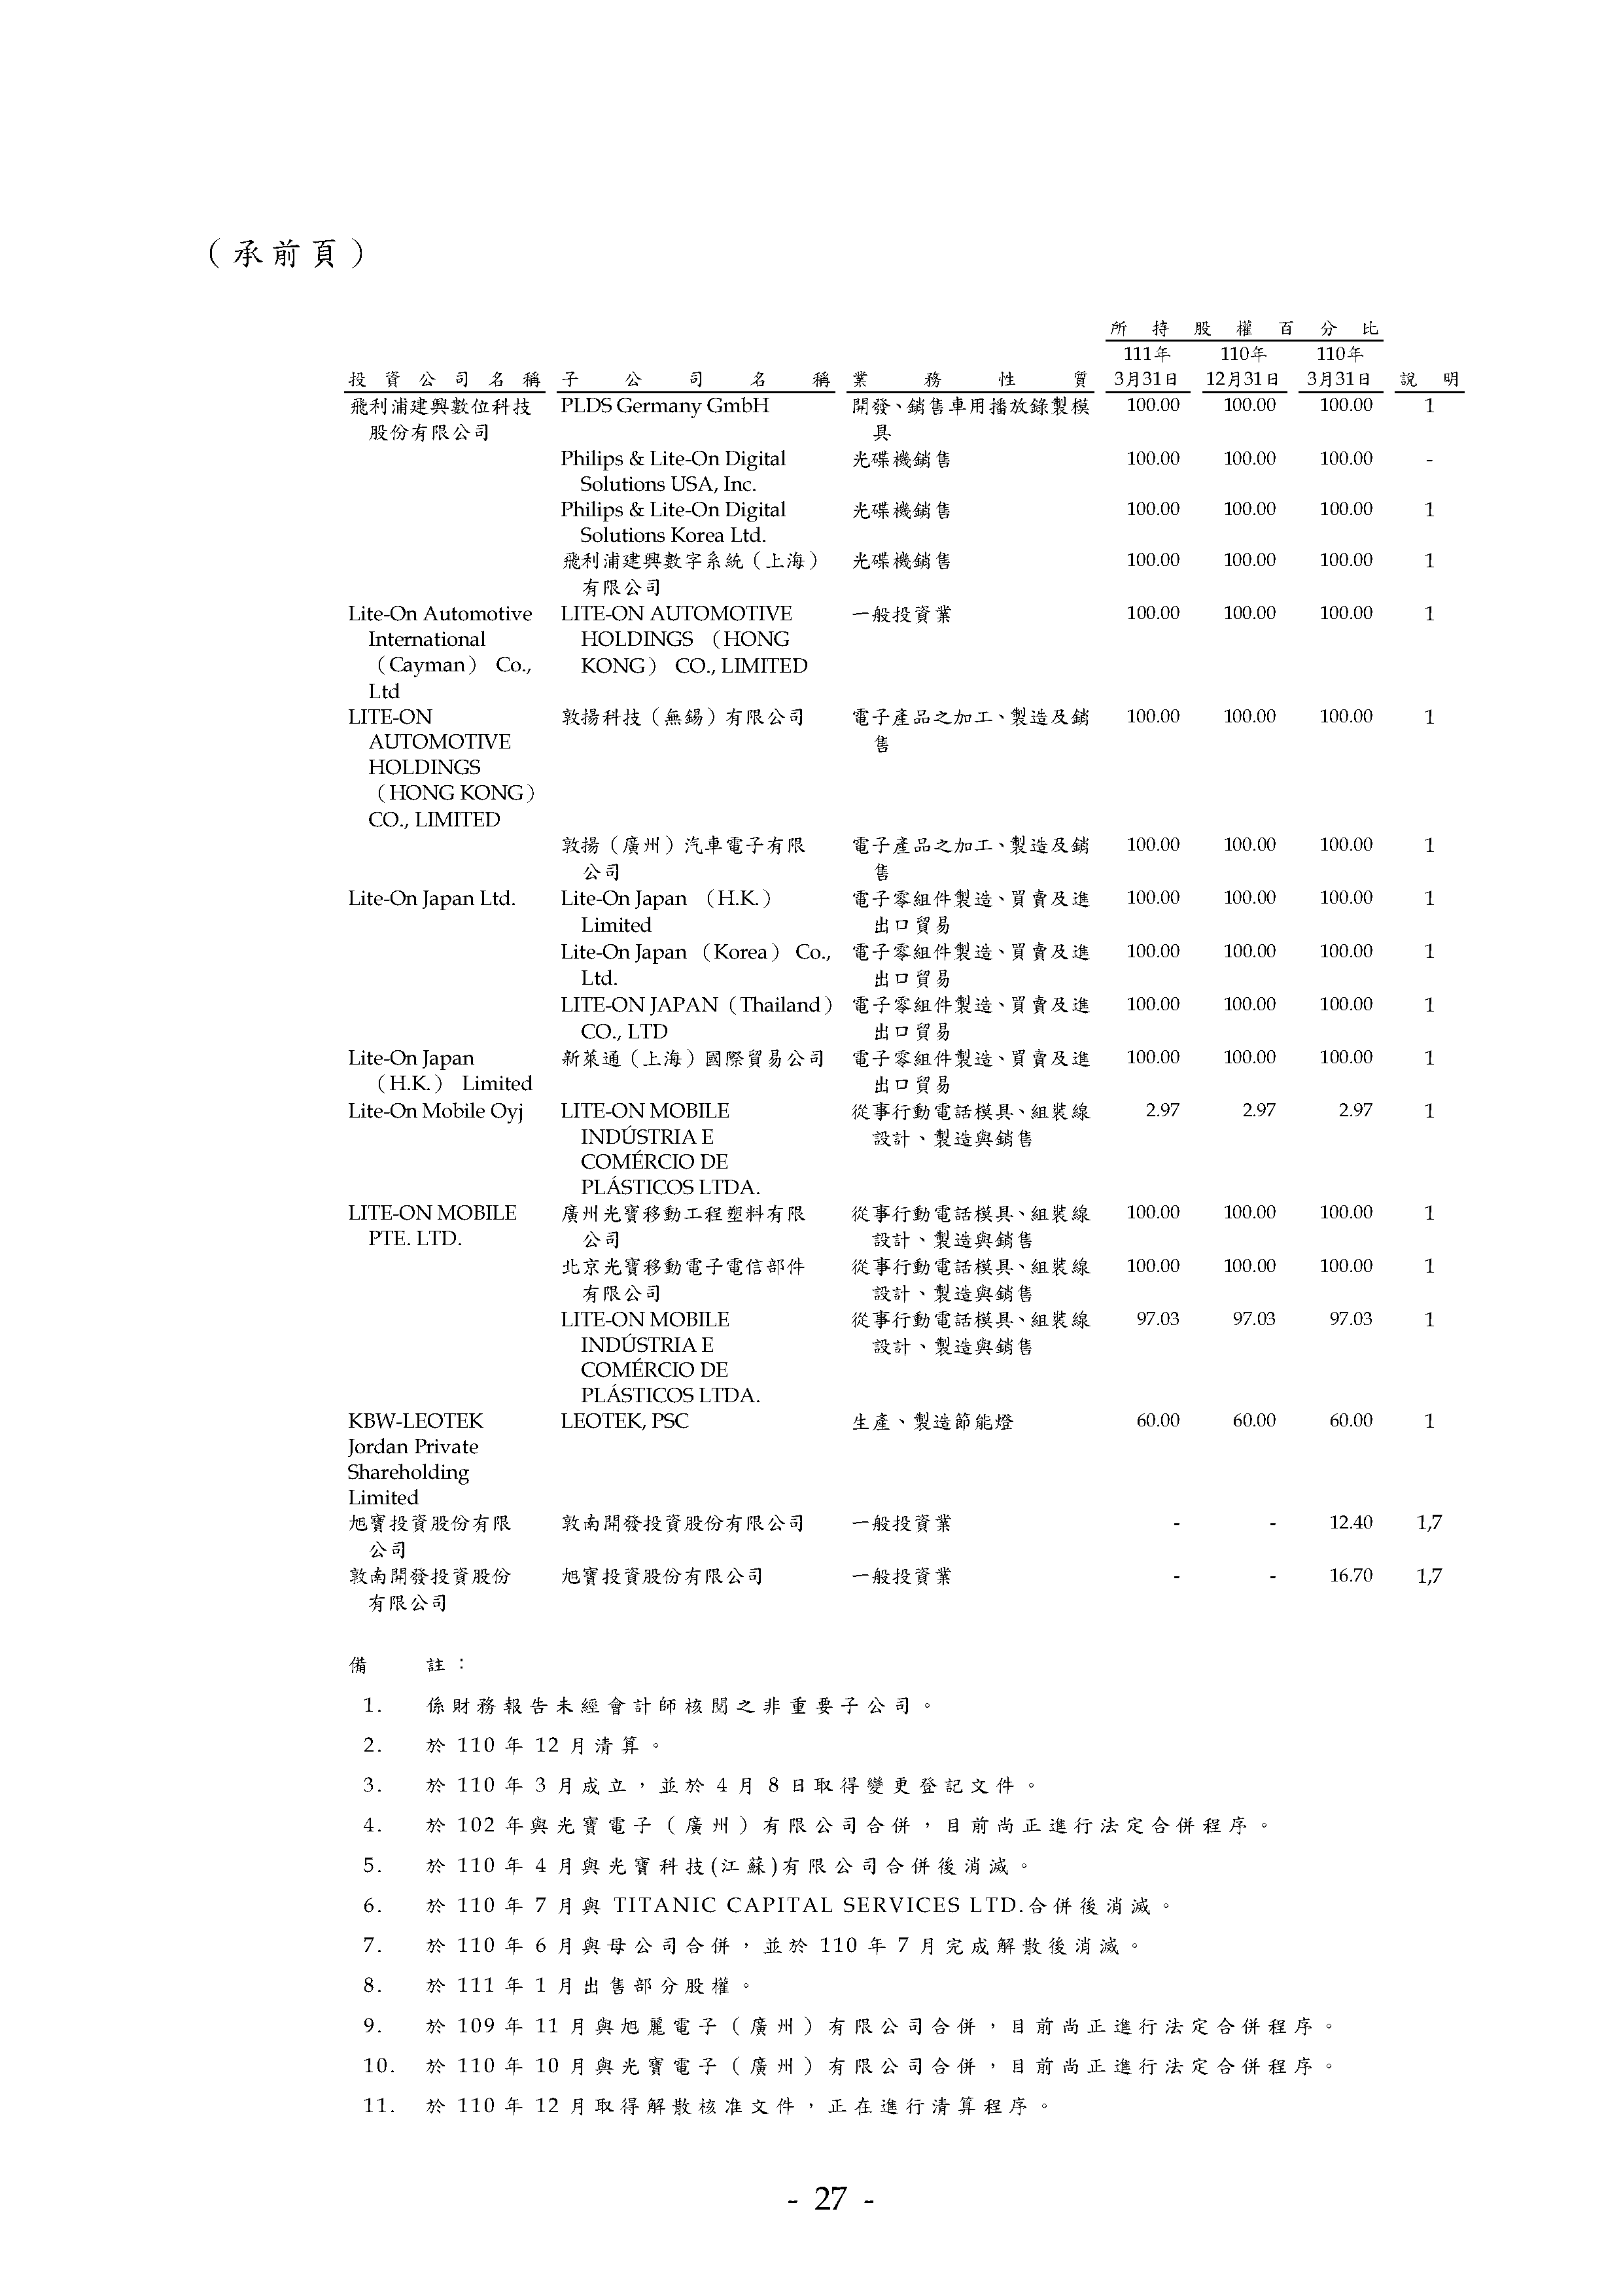 （承前頁）
所持股權百分比
111年 110年 110年
投資公司名稱 子公司名稱 業務性質 3月31日 12月31日 3月31日 說明
飛利浦建興數位科技 PLDS Germany GmbH 開發、銷售車用播放錄製模 100.00 100.00 100.00 1
股份有限公司 具
Philips & Lite-On Digital 光碟機銷售 100.00 100.00 100.00 -
Solutions USA, Inc.
Philips & Lite-On Digital 光碟機銷售 100.00 100.00 100.00 1
Solutions Korea Ltd.
飛利浦建興數字系統（上海） 光碟機銷售 100.00 100.00 100.00 1
有限公司
Lite-On Automotive LITE-ON AUTOMOTIVE 一般投資業 100.00 100.00 100.00 1
International HOLDINGS （HONG
（Cayman） Co., KONG） CO., LIMITED
Ltd
LITE-ON 敦揚科技（無錫）有限公司 電子產品之加工、製造及銷 100.00 100.00 100.00 1
AUTOMOTIVE 售
HOLDINGS
（HONG KONG）
CO., LIMITED
敦揚（廣州）汽車電子有限 電子產品之加工、製造及銷 100.00 100.00 100.00 1
公司 售
Lite-On Japan Ltd. Lite-On Japan （H.K.） 電子零組件製造、買賣及進 100.00 100.00 100.00 1
Limited 出口貿易
Lite-On Japan （Korea） Co., 電子零組件製造、買賣及進 100.00 100.00 100.00 1
Ltd. 出口貿易
LITE-ON JAPAN（Thailand） 電子零組件製造、買賣及進 100.00 100.00 100.00 1
CO., LTD 出口貿易
Lite-On Japan 新萊通（上海）國際貿易公司 電子零組件製造、買賣及進 100.00 100.00 100.00 1
（H.K.） Limited 出口貿易
Lite-On Mobile Oyj LITE-ON MOBILE 從事行動電話模具、組裝線 2.97 2.97 2.97 1
INDÚSTRIA E 設計、製造與銷售
COMÉRCIO DE
PLÁSTICOS LTDA.
LITE-ON MOBILE 廣州光寶移動工程塑料有限 從事行動電話模具、組裝線 100.00 100.00 100.00 1
PTE. LTD. 公司 設計、製造與銷售
北京光寶移動電子電信部件 從事行動電話模具、組裝線 100.00 100.00 100.00 1
有限公司 設計、製造與銷售
LITE-ON MOBILE 從事行動電話模具、組裝線 97.03 97.03 97.03 1
INDÚSTRIA E 設計、製造與銷售
COMÉRCIO DE
PLÁSTICOS LTDA.
KBW-LEOTEK LEOTEK, PSC 生產、製造節能燈 60.00 60.00 60.00 1
Jordan Private
Shareholding
Limited
旭寶投資股份有限 敦南開發投資股份有限公司 一般投資業 - - 12.40 1,7
公司
敦南開發投資股份 旭寶投資股份有限公司 一般投資業 - - 16.70 1,7
有限公司
備 註：
1. 係財務報告未經會計師核閱之非重要子公司。
2. 於 110 年 12 月清算。
3. 於 110 年 3 月成立，並於 4 月 8 日取得變更登記文件。
4. 於 102 年與光寶電子（廣州）有限公司合併，目前尚正進行法定合併程序。
5. 於 110 年 4 月與光寶科技(江蘇)有限公司合併後消滅。
6. 於 110 年 7 月與 TITANIC CAPITAL SERVICES LTD.合併後消滅。
7. 於 110 年 6 月與母公司合併，並於 110 年 7 月完成解散後消滅。
8. 於 111 年 1 月出售部分股權。
9. 於 109 年 11 月與旭麗電子（廣州）有限公司合併，目前尚正進行法定合併程序。
10. 於 110 年 10 月與光寶電子（廣州）有限公司合併，目前尚正進行法定合併程序。
11. 於 110 年 12 月取得解散核准文件，正在進行清算程序。
- 27 -